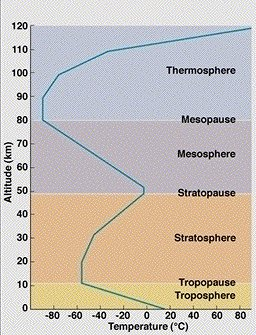 120
110
100
90
80
70
60
50
40
30
20
10
0
Altitude (km)
Thermosphere
Mesopause
Mesosphere
Stratopause
Stratosphere
Tropopause
Troposphere
-80 -60 -40 -20 0 20 40 60 80
Temperature (°C)